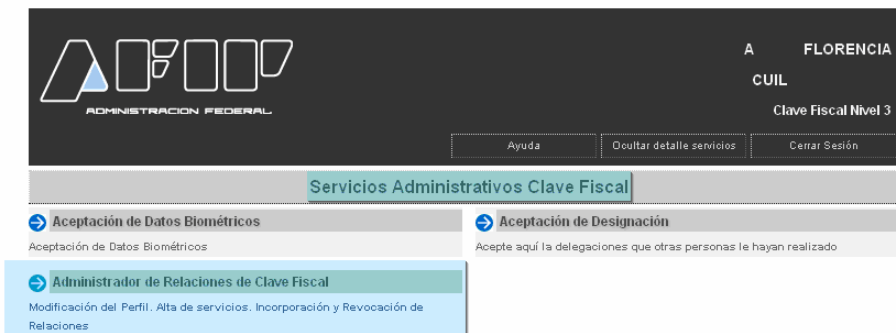 AFIP
ADMINISTRACION FEDERAL
A FLORENCIA
CUIL
Clave Fiscal Nivel 3
Ayuda
Ocultar detalle servicios
Cerrar Sesión
Servicios Administrativos Clave Fiscal
Aceptación de Datos Biométricos
Aceptación de Datos Biométricos
Aceptación de Designación
Acepte aquí la delegaciones que otras personas le hayan realizado
Administrador de Relaciones de Clave Fiscal
Modificación del Perfil. Alta de servicios. Incorporación y Revocación de
Relaciones